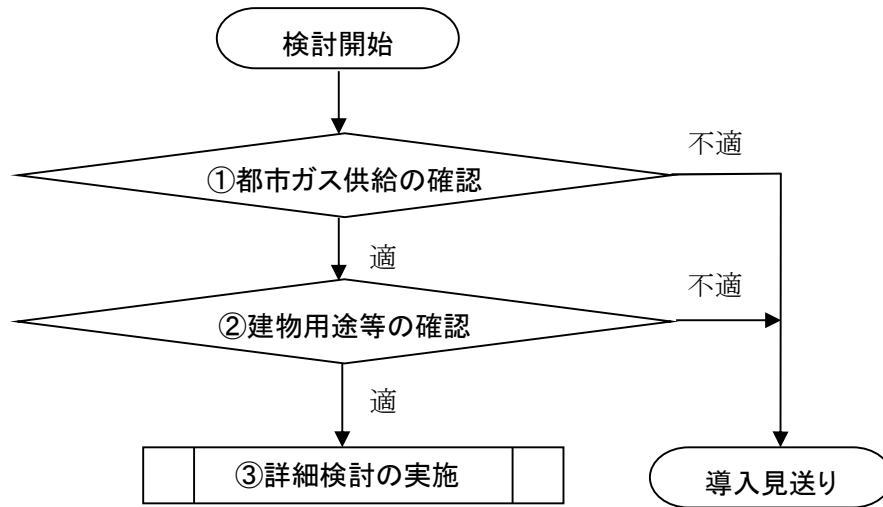 検討開始
不適
①都市ガス供給の確認
適
不適
②建物用途等の確認
適
③詳細検討の実施
導入見送り